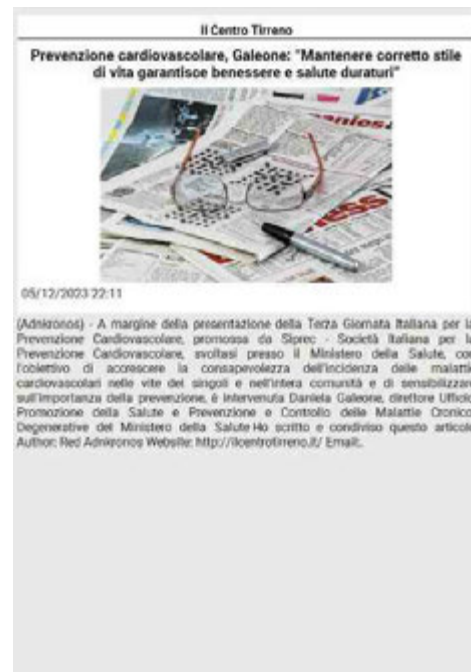 Il Centro Tirreno
Prevenzione cardiovascolare, Galeone: "Mantenere corretto stile
di vita garantisce benessere e salute duraturi"
05/12/2023 22:11
(Adnkronos) - A margine della presentazione della Terza Giornata Italiana per la
Prevenzione Cardiovascolare, promossa da Siprec - Società Italiana per la
Prevenzione Cardiovascolare, svoltasi presso il Ministero della Salute, con
l'obiettivo di accrescere la consapevolezza dell'incidenza delle malattie
cardiovascolari nelle vite dei singoli e nell'intera comunità e di sensibilizzare
sull'importanza della prevenzione, è intervenuta Daniela Galeone, direttore Ufficio
Promozione della Salute e Prevenzione e Controllo delle Malattie Cronico
Degenerative del Ministero della Salute Ho scritto e condiviso questo articolo
Author: Red Adnkronos Website: http://ilcentrotirreno.it/ Email:.